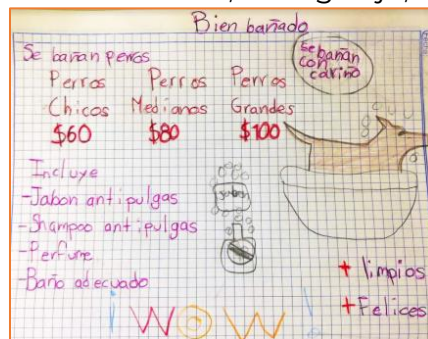 Bien bañado
Se bañan perros
Se bañan
con
cariño
Perros Perros Perros
Chicos Medianos Grandes
$60 $80 $100
Incluye
-Jabon antipulgas
-Shampoo antipulgas
-Perfume
-Baño adecuado
Jabon
+ limpios
+ Felices
¡WOW!